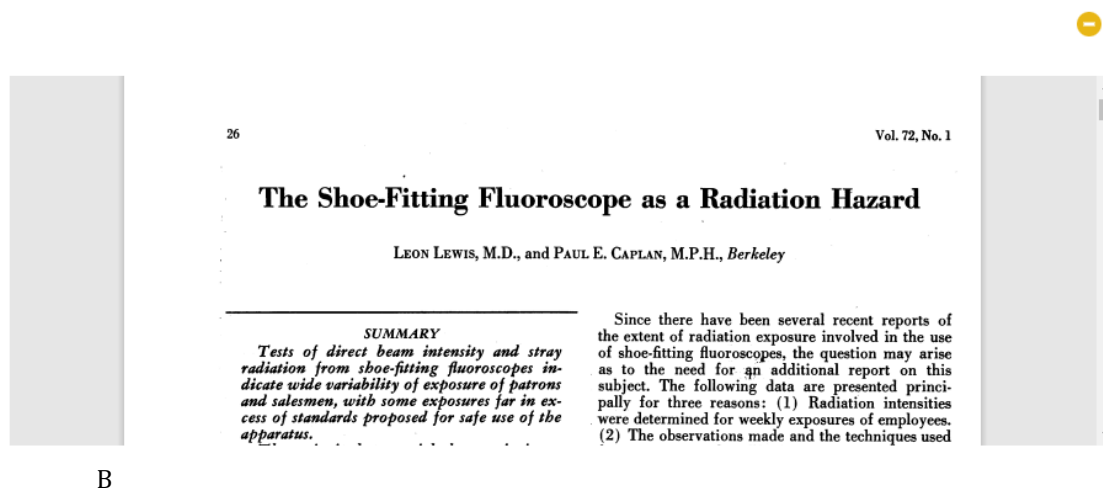 26
Vol. 72, No. 1
The Shoe-Fitting Fluoroscope as a Radiation Hazard
LEON LEWIS, M.D., and PAUL E. CAPLAN, M.P.H., Berkeley
SUMMARY
Tests of direct beam intensity and stray
radiation from shoe-fitting fluoroscopes in-
dicate wide variability of exposure of patrons
and salesmen, with some exposures far in ex-
cess of standards proposed for safe use of the
apparatus.
Since there have been several recent reports of
the extent of radiation exposure involved in the use
of shoe-fitting fluoroscopes, the question may arise
as to the need for an additional report on this
subject. The following data are presented princi-
pally for three reasons: (1) Radiation intensities
were determined for weekly exposures of employees.
(2) The observations made and the techniques used
B